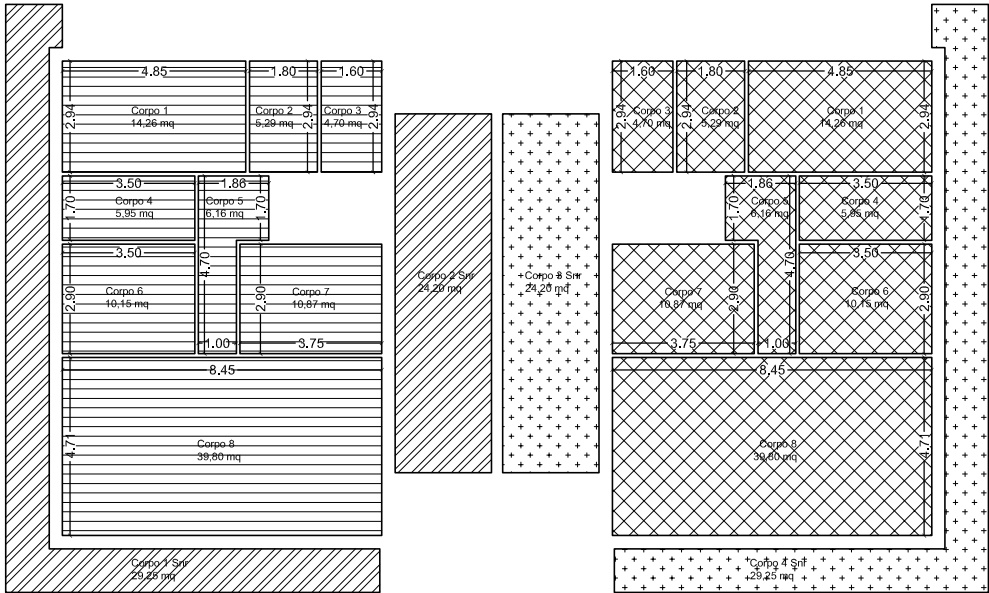 4.85
1.80
1.60
2.94
Corpo 1
14,26 mq
Corpo 2
5,29 mq
2.94
Corpo 3
4,70 mq
2.94
3.50
1.86
1.70
Corpo 4
5,95 mq
Corpo 5
6,16 mq
1.70
3.50
4.70
2.90
Corpo 6
10,15 mq
2.90
Corpo 7
10,87 mq
1.00
3.75
8.45
4.71
Corpo 8
39,80 mq
Corpo 1 Snr
29,25 mq
Corpo 2 Snr
24,20 mq
Corpo 3 Snr
24,20 mq
1.60
1.80
4.85
2.94
Corpo 3
4,70 mq
2.94
Corpo 2
5,29 mq
Corpo 1
14,26 mq
2.94
1.86
3.50
1.70
Corpo 5
6,16 mq
Corpo 4
5,95 mq
1.70
4.70
3.50
Corpo 7
10,87 mq
2.90
Corpo 6
10,15 mq
2.90
3.75
1.00
8.45
Corpo 8
39,80 mq
4.71
Corpo 4 Snr
29,25 mq